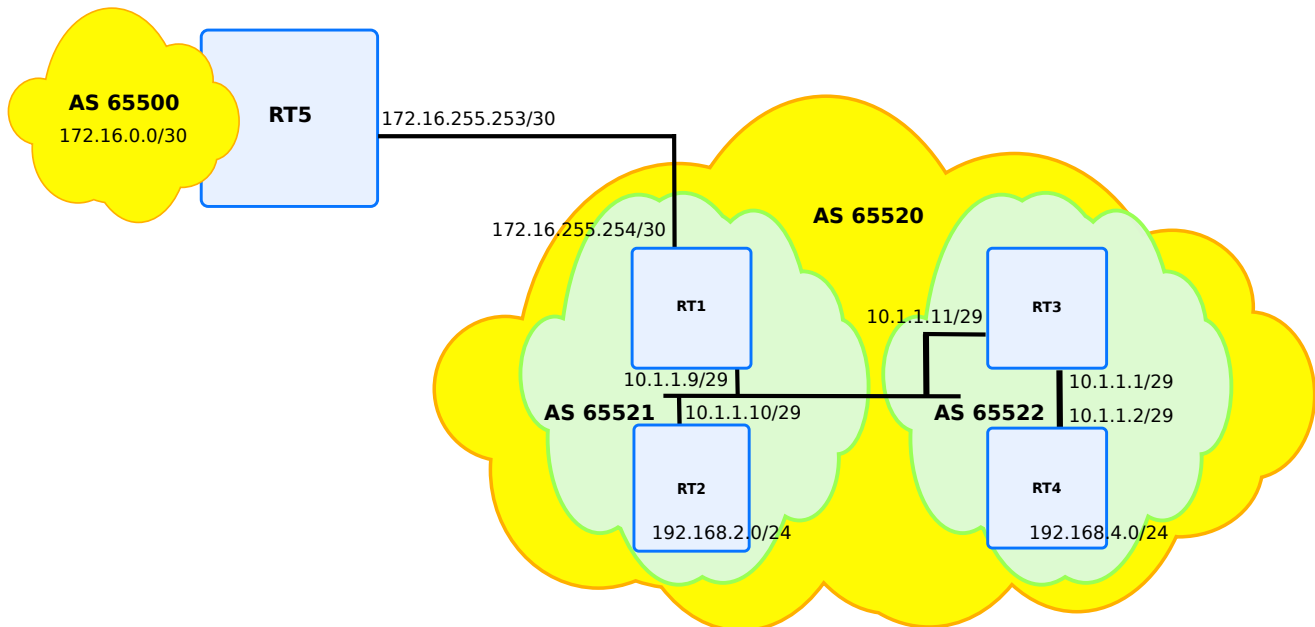 AS 65500
172.16.0.0/30
RT5
172.16.255.253/30
172.16.255.254/30
AS 65520
RT1
RT3
10.1.1.11/29
10.1.1.9/29
10.1.1.1/29
AS 65521
10.1.1.10/29
AS 65522
10.1.1.2/29
RT2
RT4
192.168.2.0/24
192.168.4.0/24